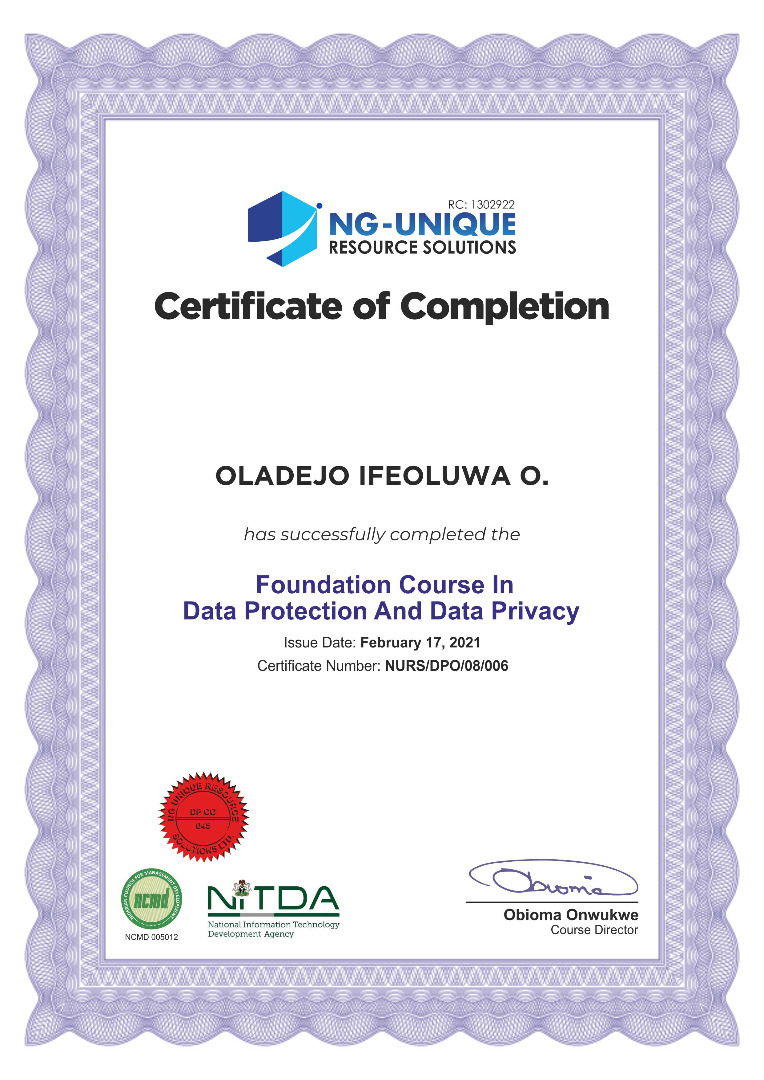 RC: 1302922
NG-UNIQUE
RESOURCE SOLUTIONS
Certificate of Completion
OLADEJO IFEOLUWA O.
has successfully completed the
Foundation Course In
Data Protection And Data Privacy
Issue Date: February 17, 2021
Certificate Number: NURS/DPO/08/006
NG UNIQUE RESOURCE
SOLUTIONS LTD.
ncmd
NCMD 005012
NiTDA
National Information Technology
Development Agency
Obioma
Obioma Onwukwe
Course Director